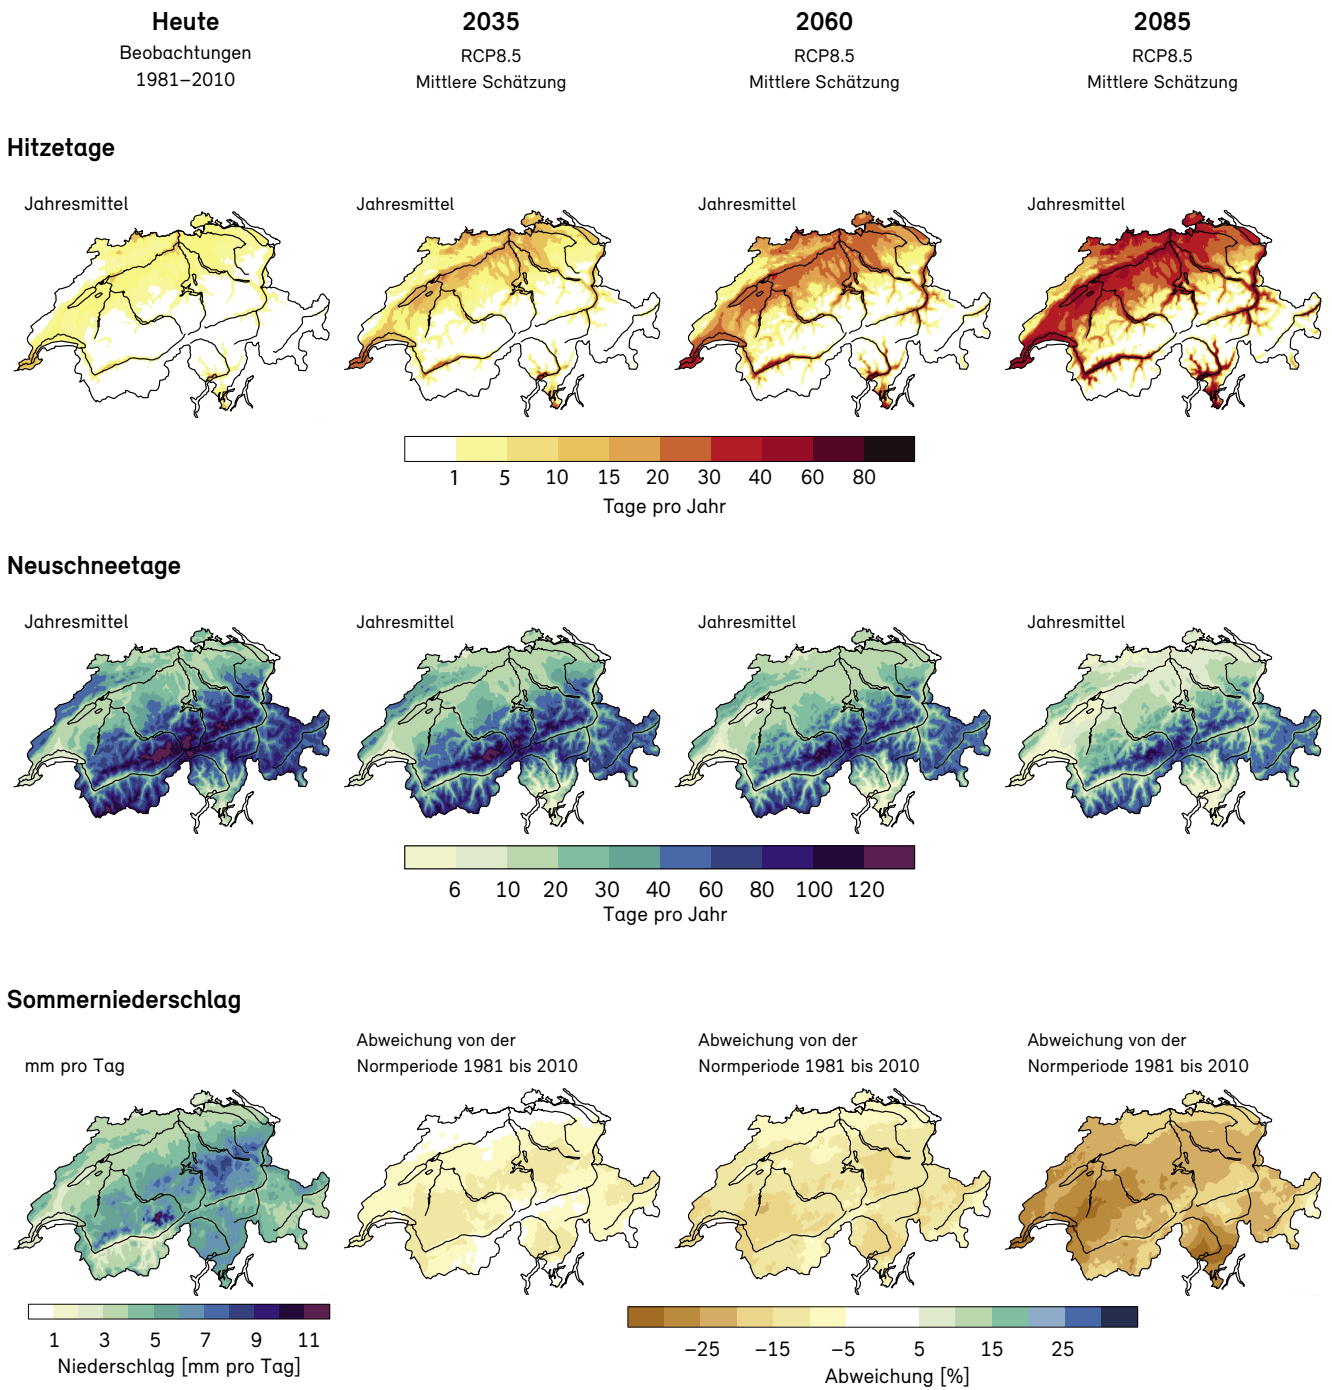 Heute
Beobachtungen
1981–2010
2035
RCP8.5
Mittlere Schätzung
2060
RCP8.5
Mittlere Schätzung
2085
RCP8.5
Mittlere Schätzung
Hitzetage
Jahresmittel
Jahresmittel
Jahresmittel
Jahresmittel
1 5 10 15 20 30 40 60 80
Tage pro Jahr
Neuschneetage
Jahresmittel
Jahresmittel
Jahresmittel
Jahresmittel
6 10 20 30 40 60 80 100 120
Tage pro Jahr
Sommerniederschlag
mm pro Tag
Abweichung von der
Normperiode 1981 bis 2010
Abweichung von der
Normperiode 1981 bis 2010
Abweichung von der
Normperiode 1981 bis 2010
1 3 5 7 9 11
Niederschlag [mm pro Tag]
−25 −15 −5 5 15 25
Abweichung [%]